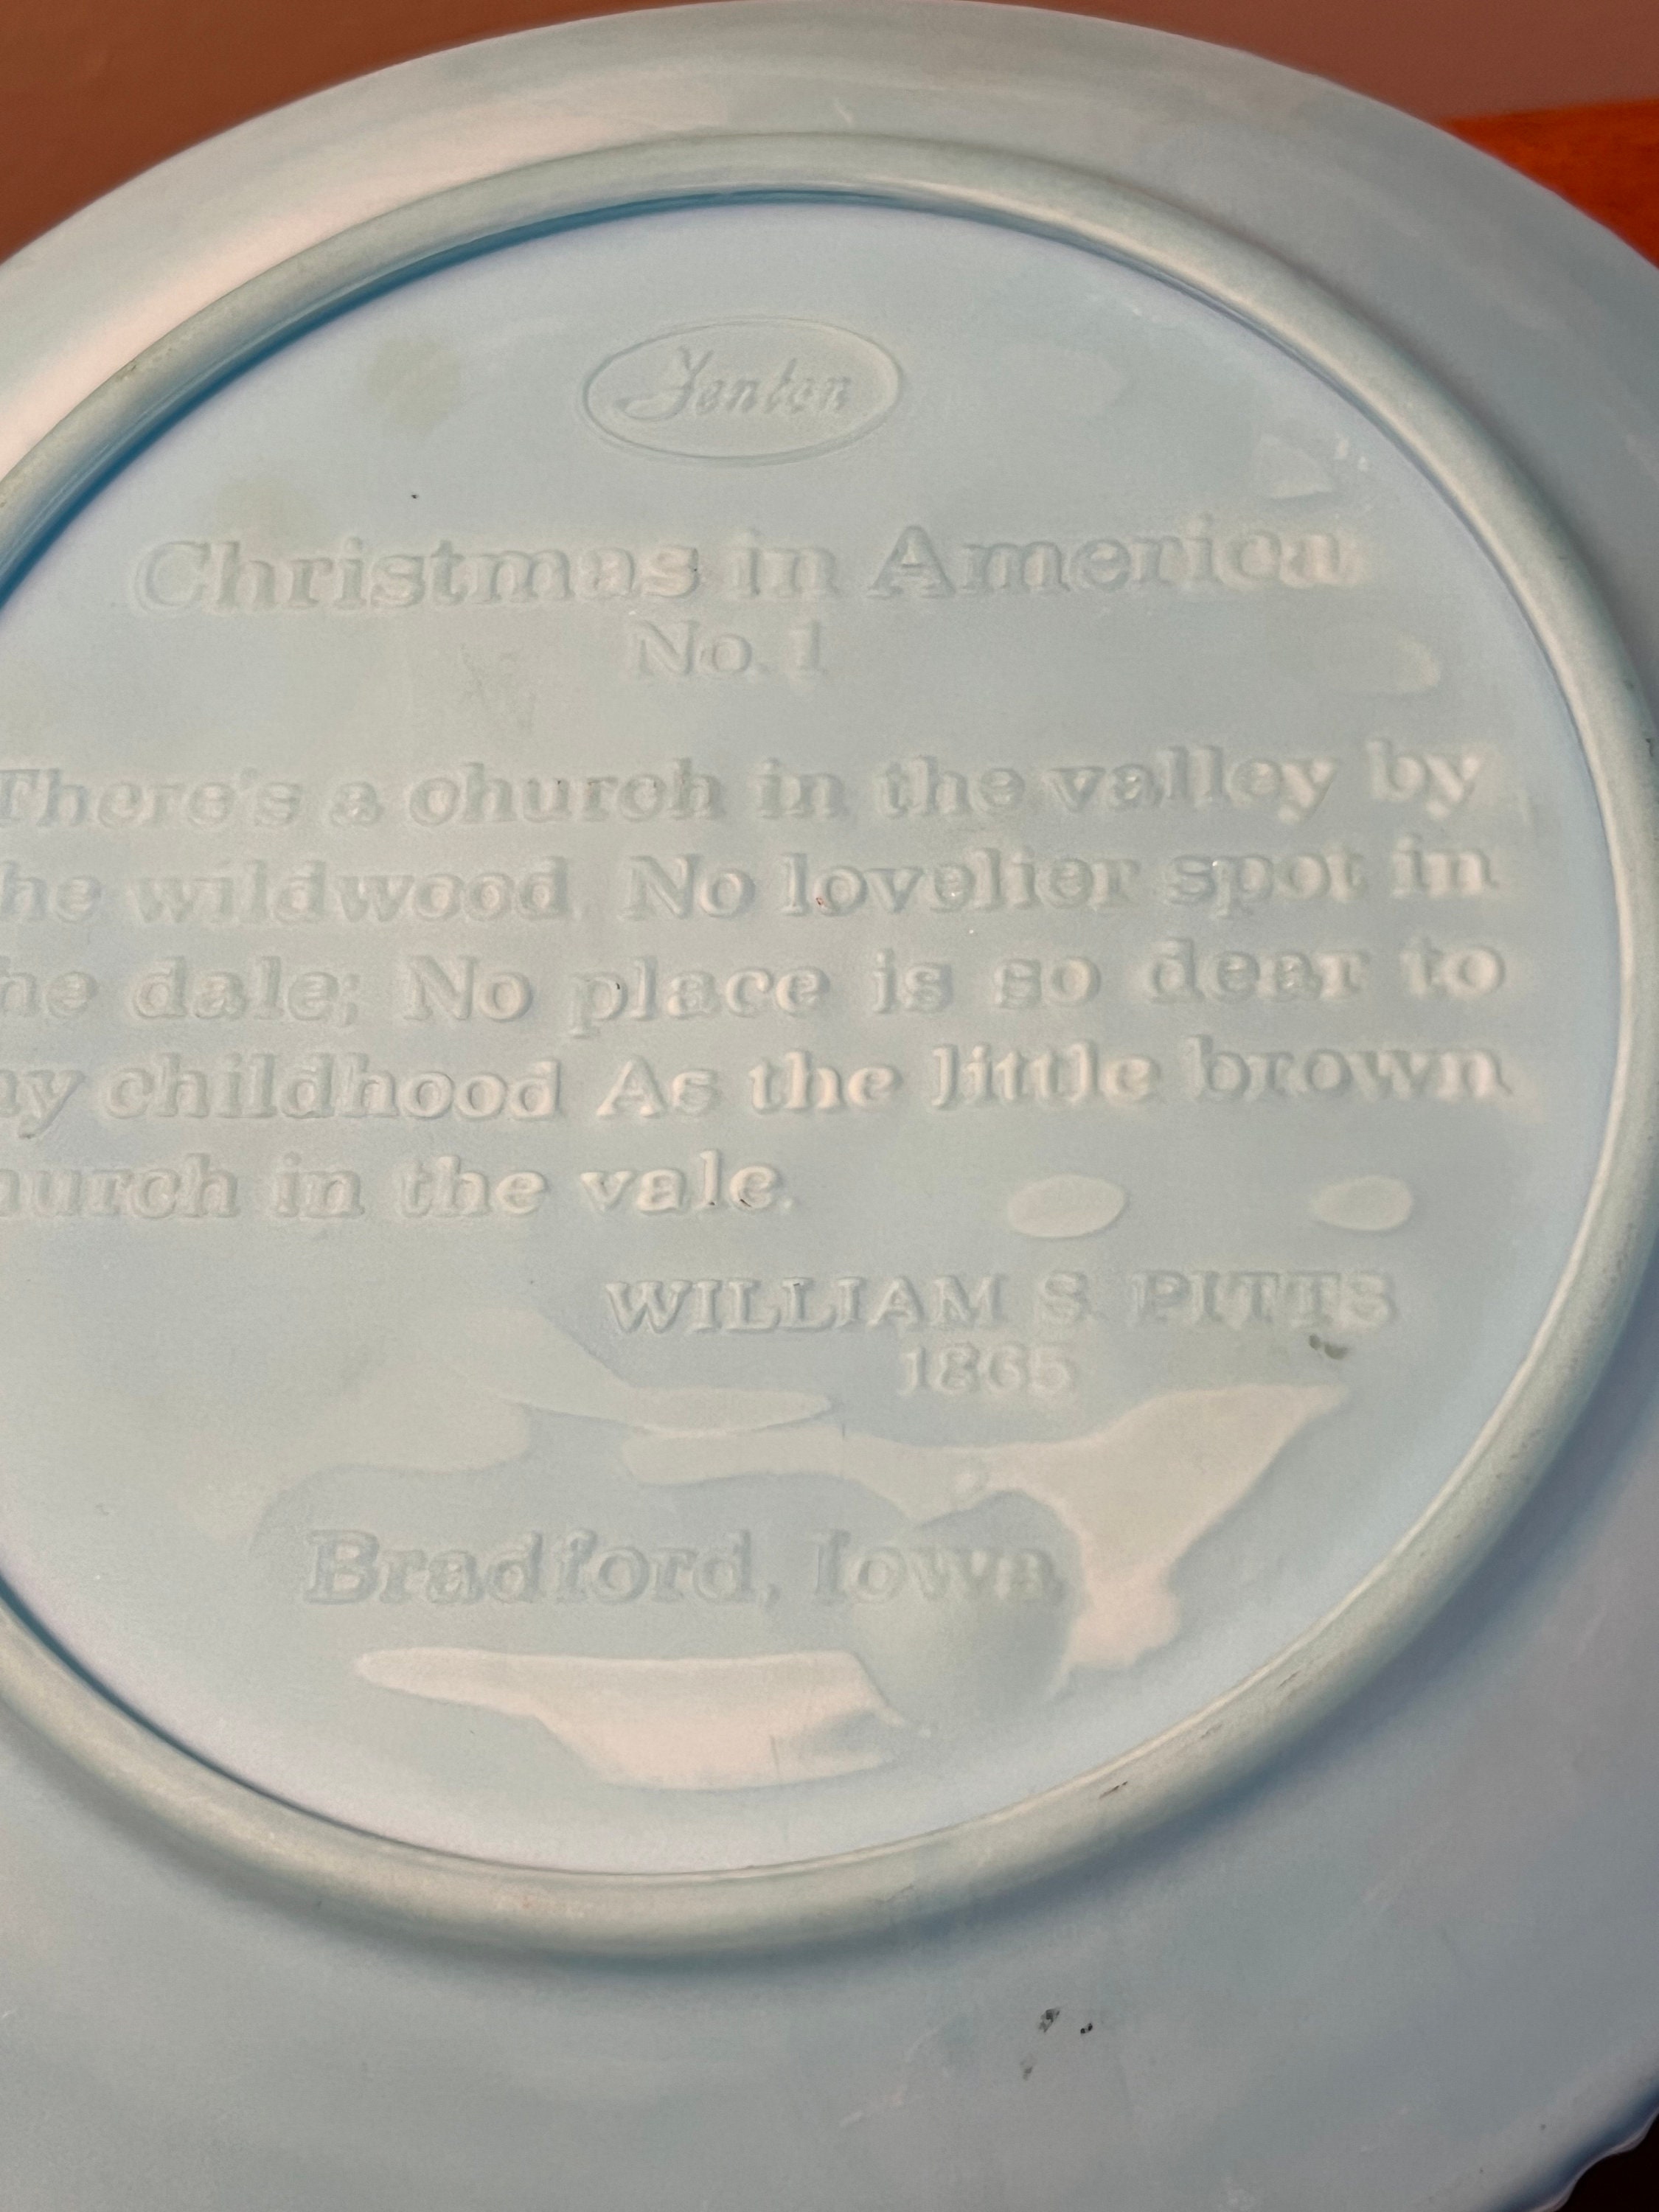 Fenton
Christmas in America
No. 1
There's a church in the valley by
he wildwood, No lovelier spot in
he dale; No place is so dear to
ny childhood As the little brown
hurch in the vale.
WILLIAM S. PITTS
1865
Bradford, Iowa